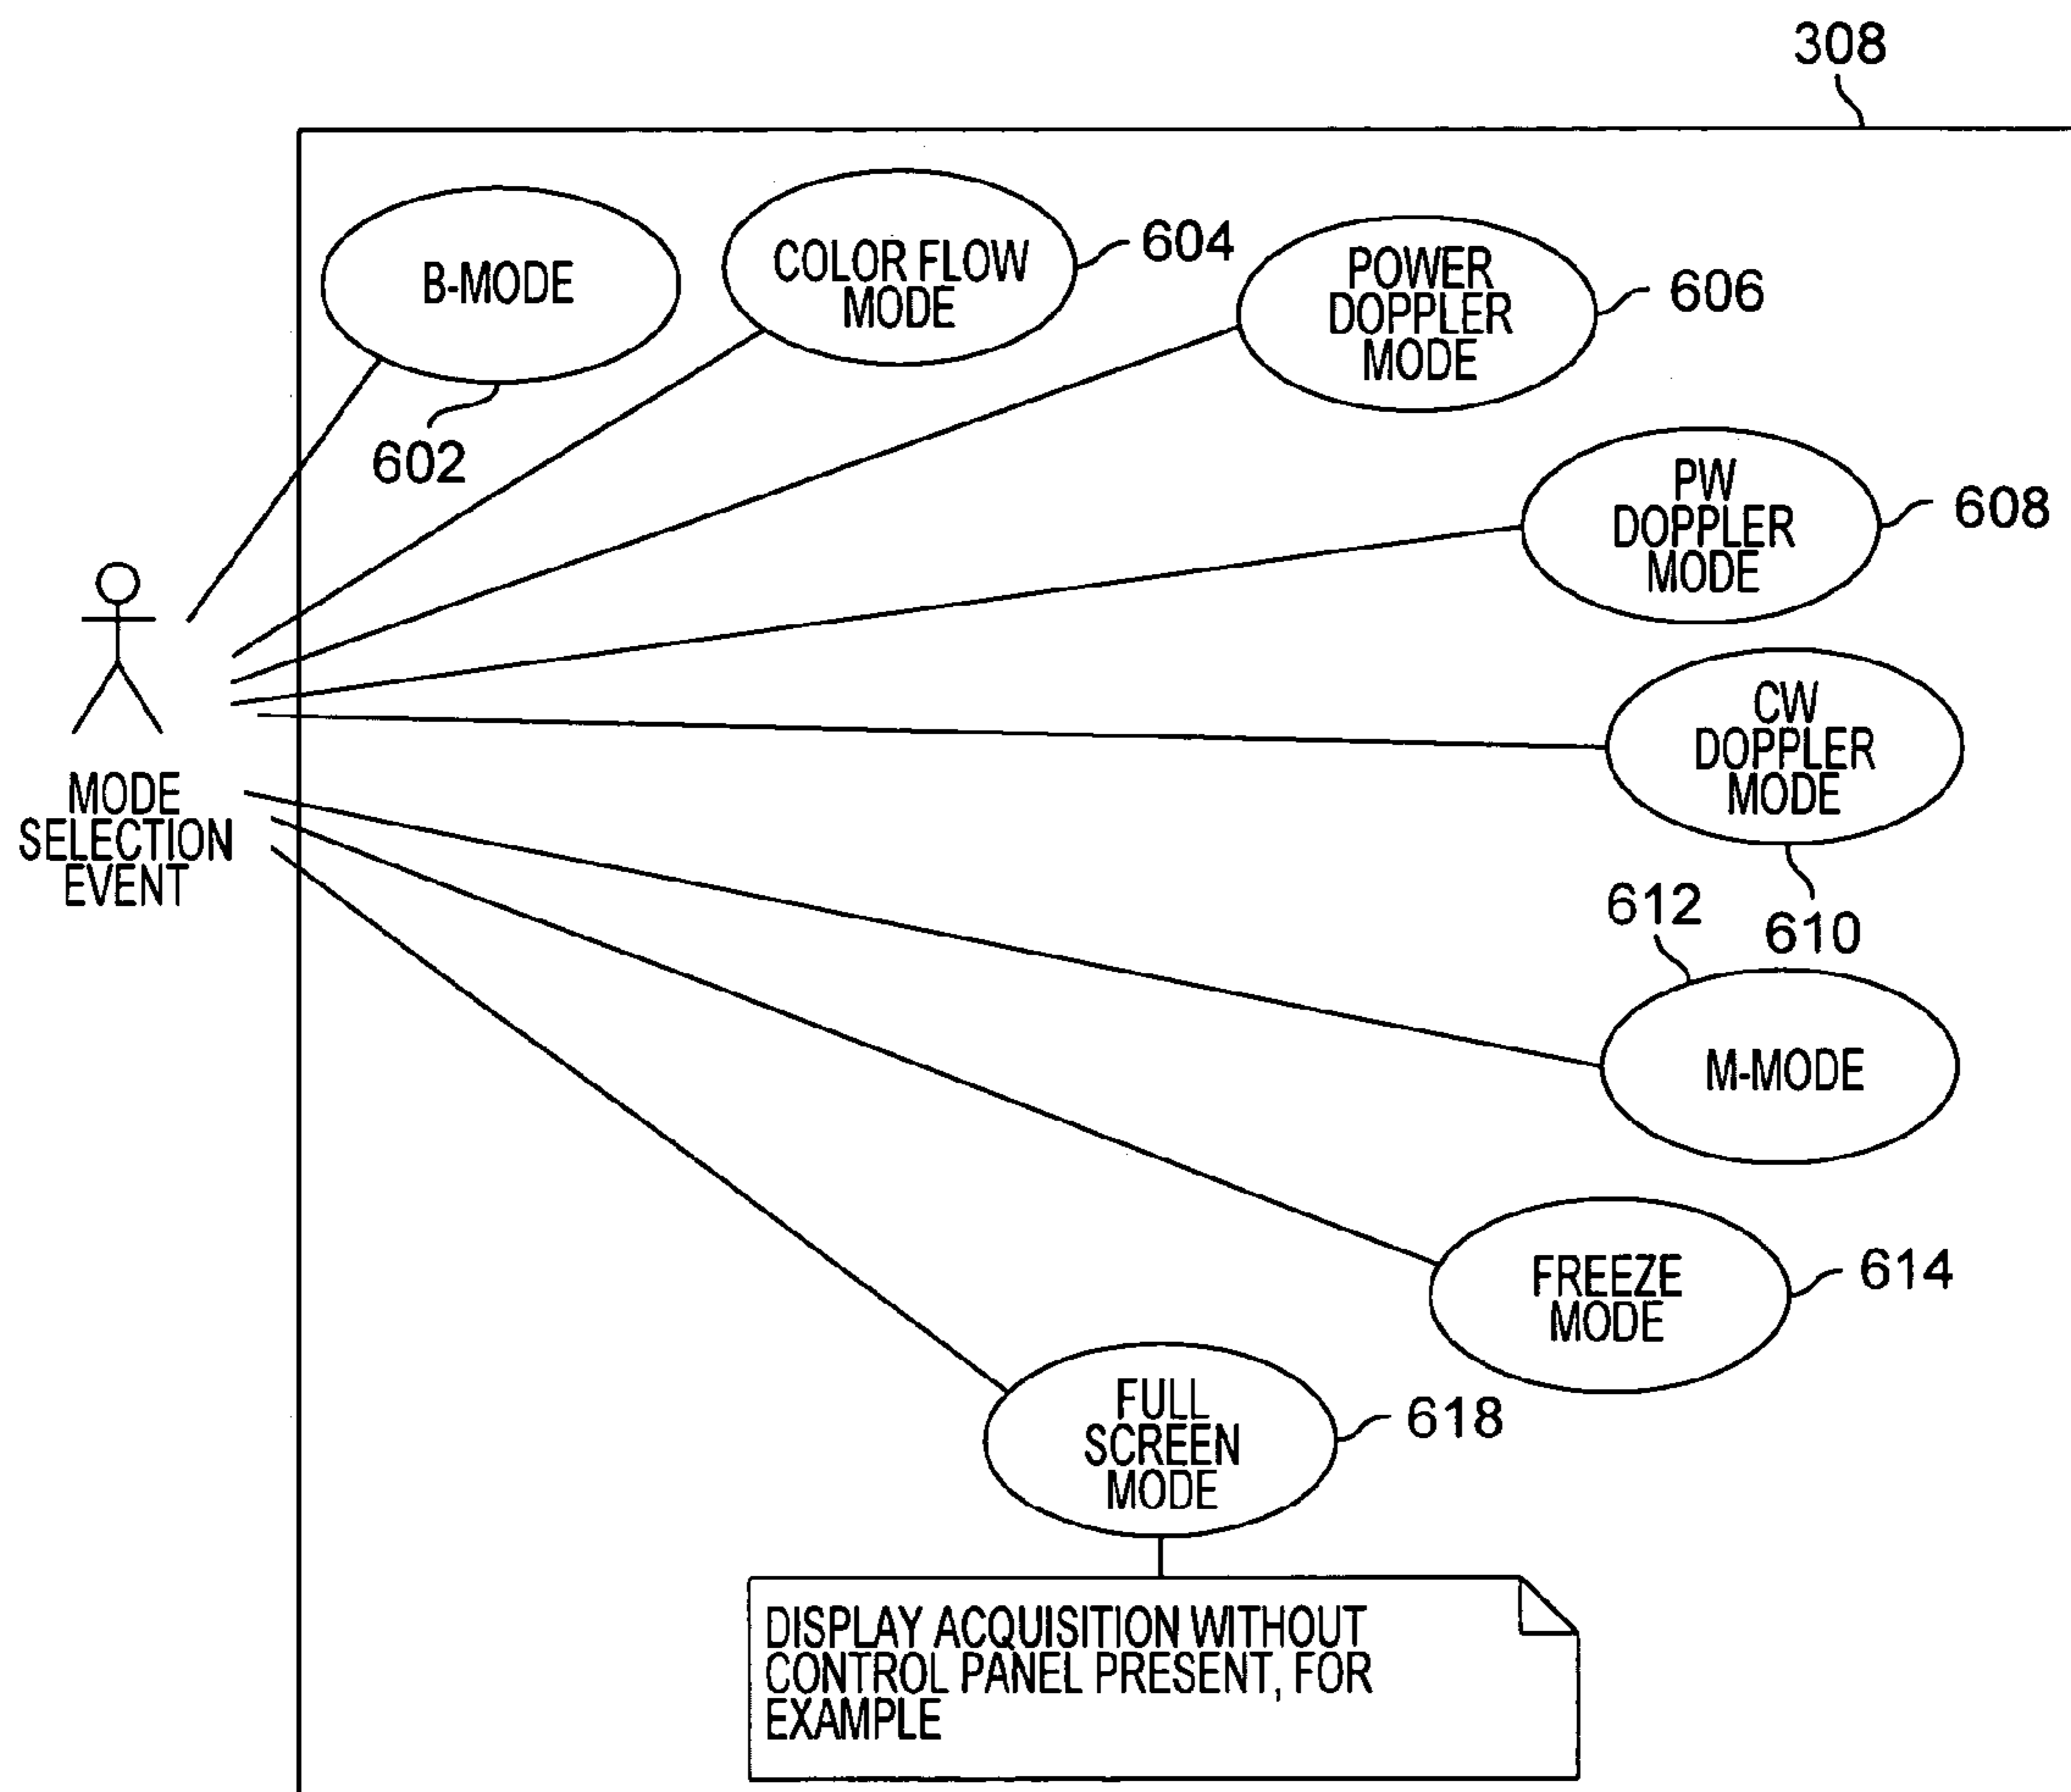 308
B-MODE
602
COLOR FLOW
MODE
604
POWER
DOPPLER
MODE
606
PW
DOPPLER
MODE
608
MODE
SELECTION
EVENT
CW
DOPPLER
MODE
610
612
M-MODE
FREEZE
MODE
614
FULL
SCREEN
MODE
618
DISPLAY ACQUISITION WITHOUT
CONTROL PANEL PRESENT, FOR
EXAMPLE